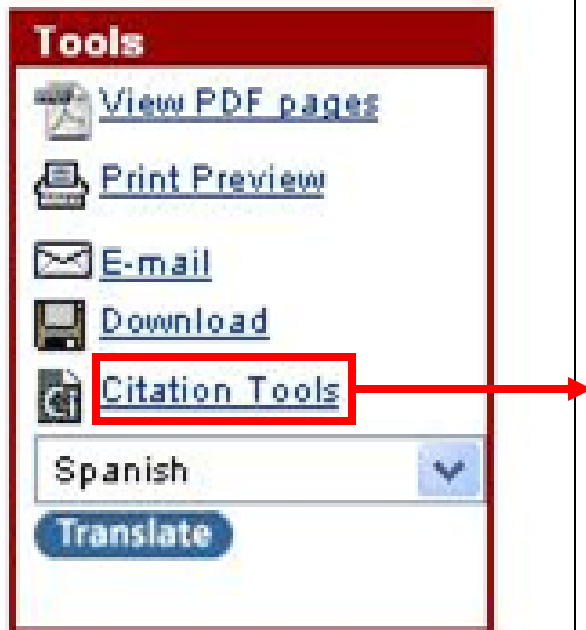 Tools
View PDF pages
Print Preview
E-mail
Download
Citation Tools
Spanish
Translate